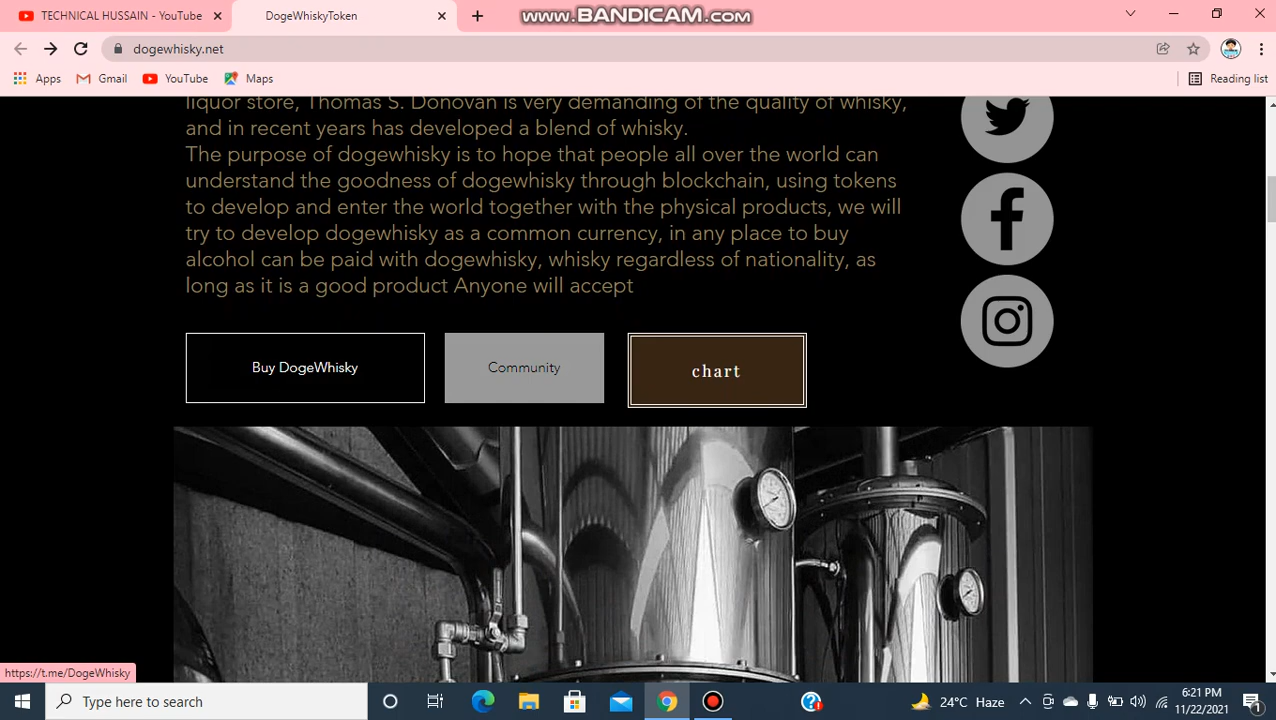 TECHNICAL HUSSAIN - YouTube
DogeWhiskyToken
www.BANDICAM.com
dogewhisky.net
Apps
Gmail
YouTube
Maps
Reading list
liquor store, Thomas S. Donovan is very demanding of the quality of whisky,
and in recent years has developed a blend of whisky.
The purpose of dogewhisky is to hope that people all over the world can
understand the goodness of dogewhisky through blockchain, using tokens
to develop and enter the world together with the physical products, we will
try to develop dogewhisky as a common currency, in any place to buy
alcohol can be paid with dogewhisky, whisky regardless of nationality, as
long as it is a good product Anyone will accept
Buy DogeWhisky
Community
chart
https://t.me/DogeWhisky
Type here to search
24°C Haze
6:21 PM
11/22/2021
1